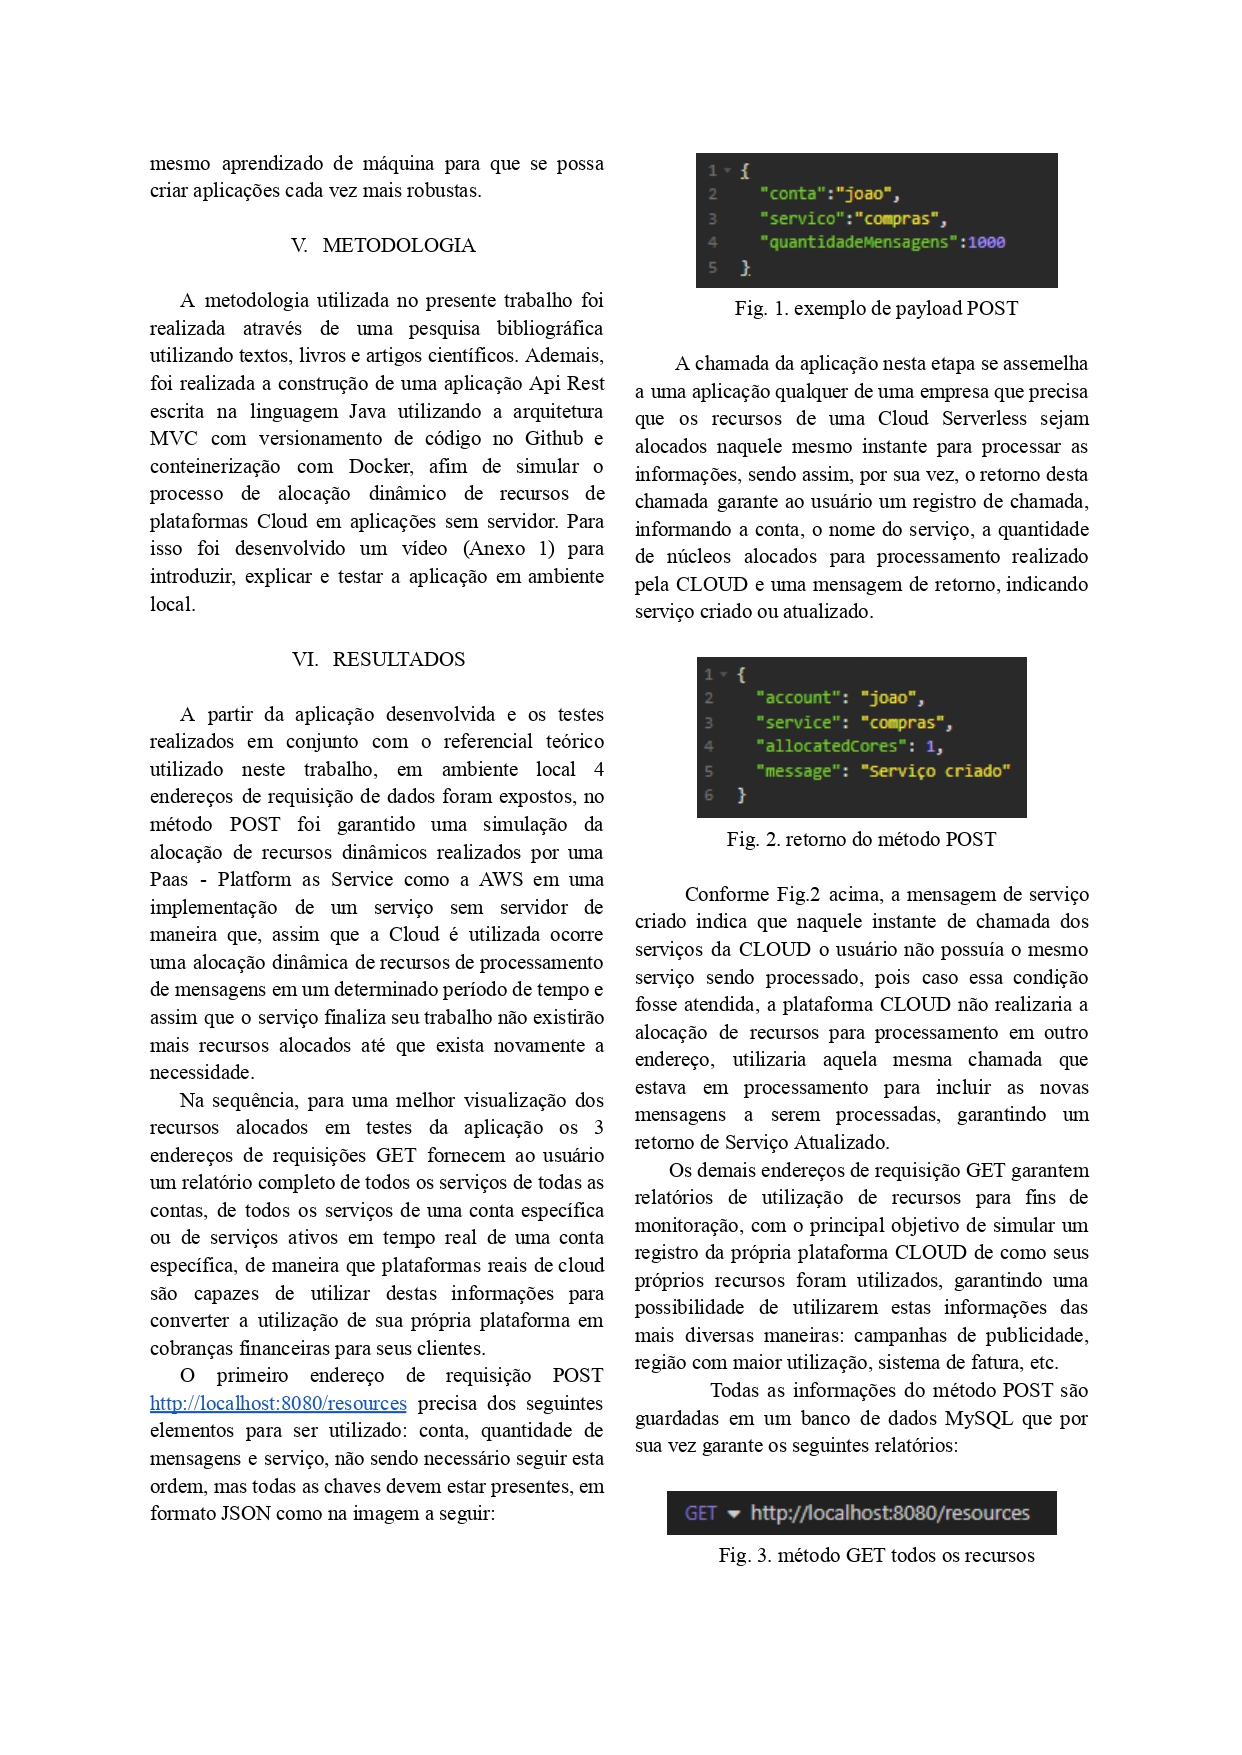 mesmo aprendizado de máquina para que se possa
criar aplicações cada vez mais robustas.
V. METODOLOGIA
A metodologia utilizada no presente trabalho foi
realizada através de uma pesquisa bibliográfica
utilizando textos, livros e artigos científicos. Ademais,
foi realizada a construção de uma aplicação Api Rest
escrita na linguagem Java utilizando a arquitetura
MVC com versionamento de código no Github e
conteinerização com Docker, afim de simular o
processo de alocação dinâmico de recursos de
plataformas Cloud em aplicações sem servidor. Para
isso foi desenvolvido um vídeo (Anexo 1) para
introduzir, explicar e testar a aplicação em ambiente
local.
VI. RESULTADOS
A partir da aplicação desenvolvida e os testes
realizados em conjunto com o referencial teórico
utilizado neste trabalho, em ambiente local 4
endereços de requisição de dados foram expostos, no
método POST foi garantido uma simulação da
alocação de recursos dinâmicos realizados por uma
Paas - Platform as Service como a AWS em uma
implementação de um serviço sem servidor de
maneira que, assim que a Cloud é utilizada ocorre
uma alocação dinâmica de recursos de processamento
de mensagens em um determinado período de tempo e
assim que o serviço finaliza seu trabalho não existirão
mais recursos alocados até que exista novamente a
necessidade.
Na sequência, para uma melhor visualização dos
recursos alocados em testes da aplicação os 3
endereços de requisições GET fornecem ao usuário
um relatório completo de todos os serviços de todas as
contas, de todos os serviços de uma conta específica
ou de serviços ativos em tempo real de uma conta
específica, de maneira que plataformas reais de cloud
são capazes de utilizar destas informações para
converter a utilização de sua própria plataforma em
cobranças financeiras para seus clientes.
O primeiro endereço de requisição POST
http://localhost:8080/resources precisa dos seguintes
elementos para ser utilizado: conta, quantidade de
mensagens e serviço, não sendo necessário seguir esta
ordem, mas todas as chaves devem estar presentes, em
formato JSON como na imagem a seguir:
1 {
2 "conta":"joao",
3 "servico":"compras",
4 "quantidadeMensagens":1000
5 }
Fig. 1. exemplo de payload POST
A chamada da aplicação nesta etapa se assemelha
a uma aplicação qualquer de uma empresa que precisa
que os recursos de uma Cloud Serverless sejam
alocados naquele mesmo instante para processar as
informações, sendo assim, por sua vez, o retorno desta
chamada garante ao usuário um registro de chamada,
informando a conta, o nome do serviço, a quantidade
de núcleos alocados para processamento realizado
pela CLOUD e uma mensagem de retorno, indicando
serviço criado ou atualizado.
1 {
2 "account": "joao",
3 "service": "compras",
4 "allocatedCores": 1,
5 "message": "Serviço criado"
6 }
Fig. 2. retorno do método POST
Conforme Fig.2 acima, a mensagem de serviço
criado indica que naquele instante de chamada dos
serviços da CLOUD o usuário não possuía o mesmo
serviço sendo processado, pois caso essa condição
fosse atendida, a plataforma CLOUD não realizaria a
alocação de recursos para processamento em outro
endereço, utilizaria aquela mesma chamada que
estava em processamento para incluir as novas
mensagens a serem processadas, garantindo um
retorno de Serviço Atualizado.
Os demais endereços de requisição GET garantem
relatórios de utilização de recursos para fins de
monitoração, com o principal objetivo de simular um
registro da própria plataforma CLOUD de como seus
próprios recursos foram utilizados, garantindo uma
possibilidade de utilizarem estas informações das
mais diversas maneiras: campanhas de publicidade,
região com maior utilização, sistema de fatura, etc.
Todas as informações do método POST são
guardadas em um banco de dados MySQL que por
sua vez garante os seguintes relatórios:
GET http://localhost:8080/resources
Fig. 3. método GET todos os recursos